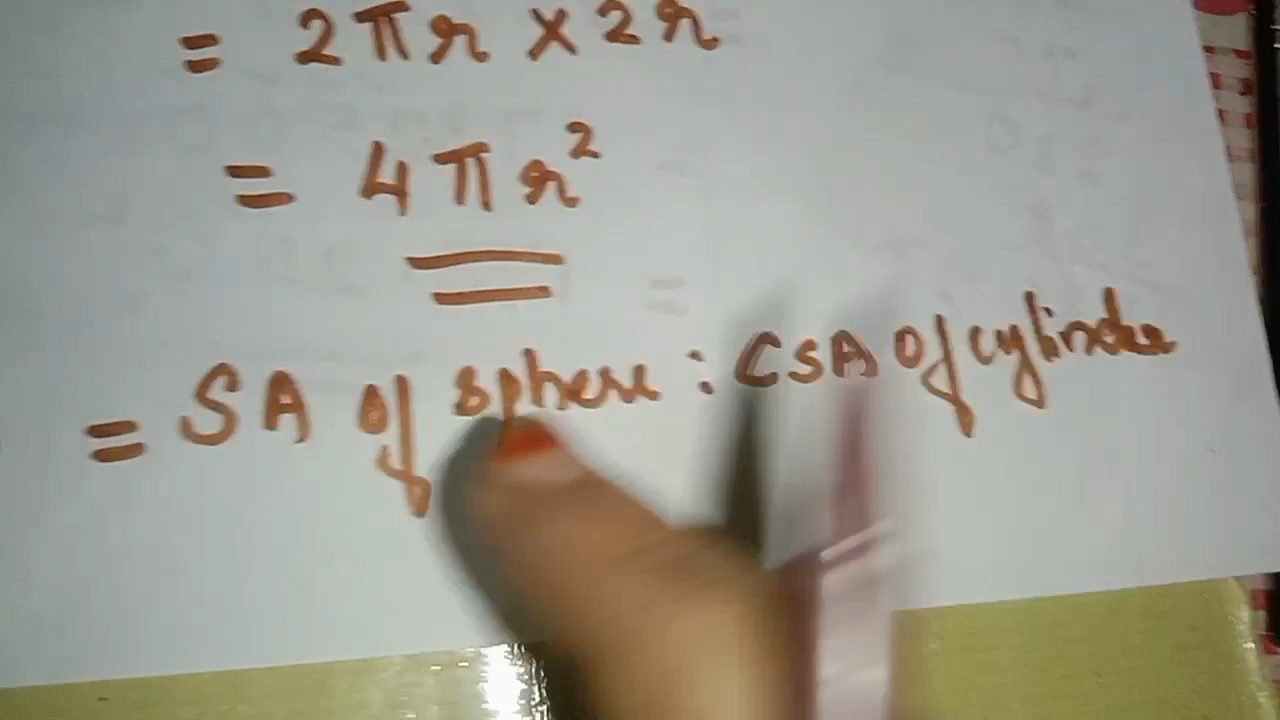 = 2πr × 2r
= 4πr²
= SA of sphere : CSA of cylinder